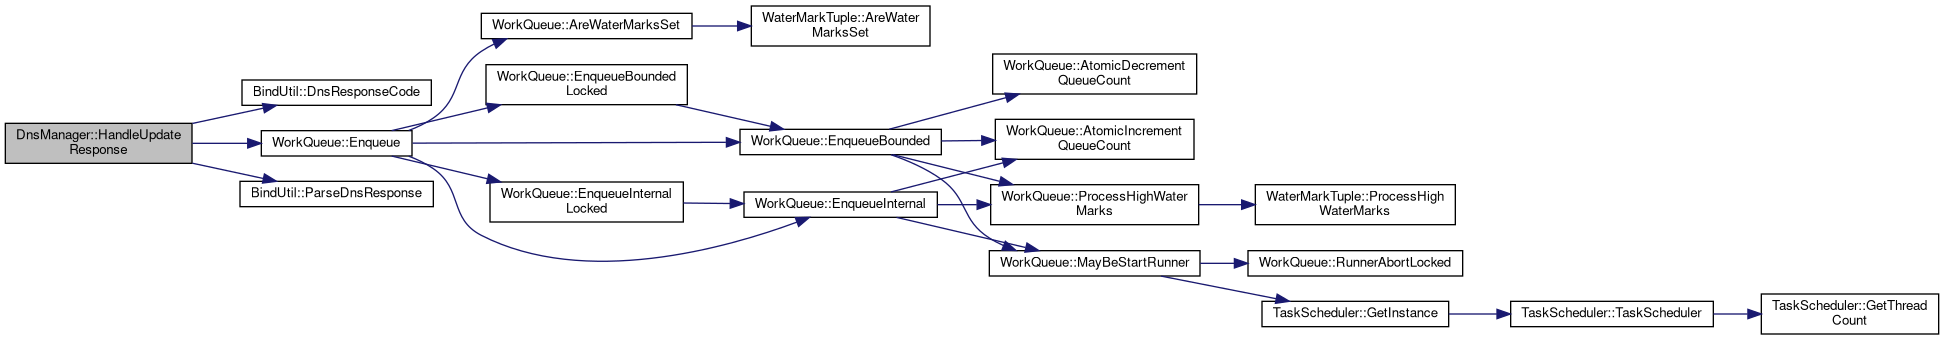 DnsManager::HandleUpdate
Response
BindUtil::DnsResponseCode
WorkQueue::Enqueue
BindUtil::ParseDnsResponse
WorkQueue::AreWaterMarksSet
WorkQueue::EnqueueBounded
Locked
WorkQueue::EnqueueInternal
Locked
WaterMarkTuple::AreWater
MarksSet
WorkQueue::EnqueueBounded
WorkQueue::EnqueueInternal
WorkQueue::AtomicDecrement
QueueCount
WorkQueue::AtomicIncrement
QueueCount
WorkQueue::ProcessHighWater
Marks
WorkQueue::MayBeStartRunner
WaterMarkTuple::ProcessHigh
WaterMarks
WorkQueue::RunnerAbortLocked
TaskScheduler::GetInstance
TaskScheduler::TaskScheduler
TaskScheduler::GetThread
Count